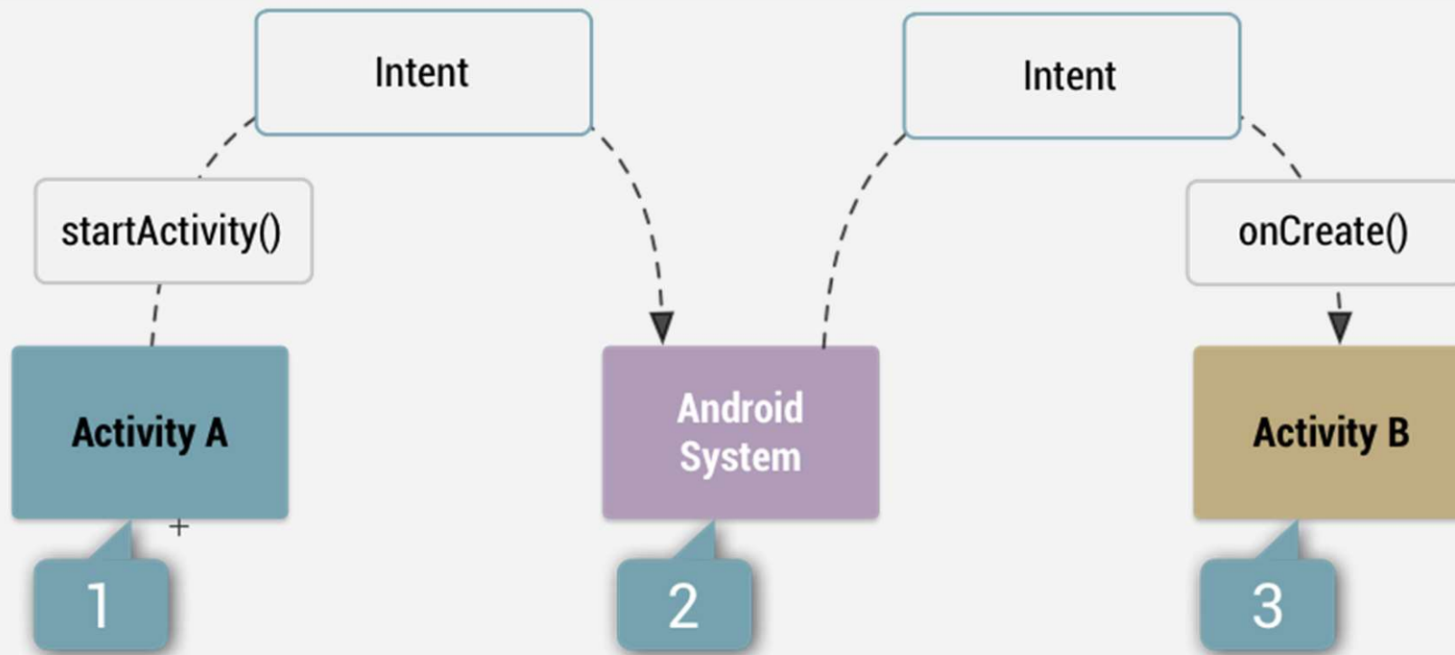 Intent
Intent
startActivity()
onCreate()
Activity A
Android
System
Activity B
1
2
3